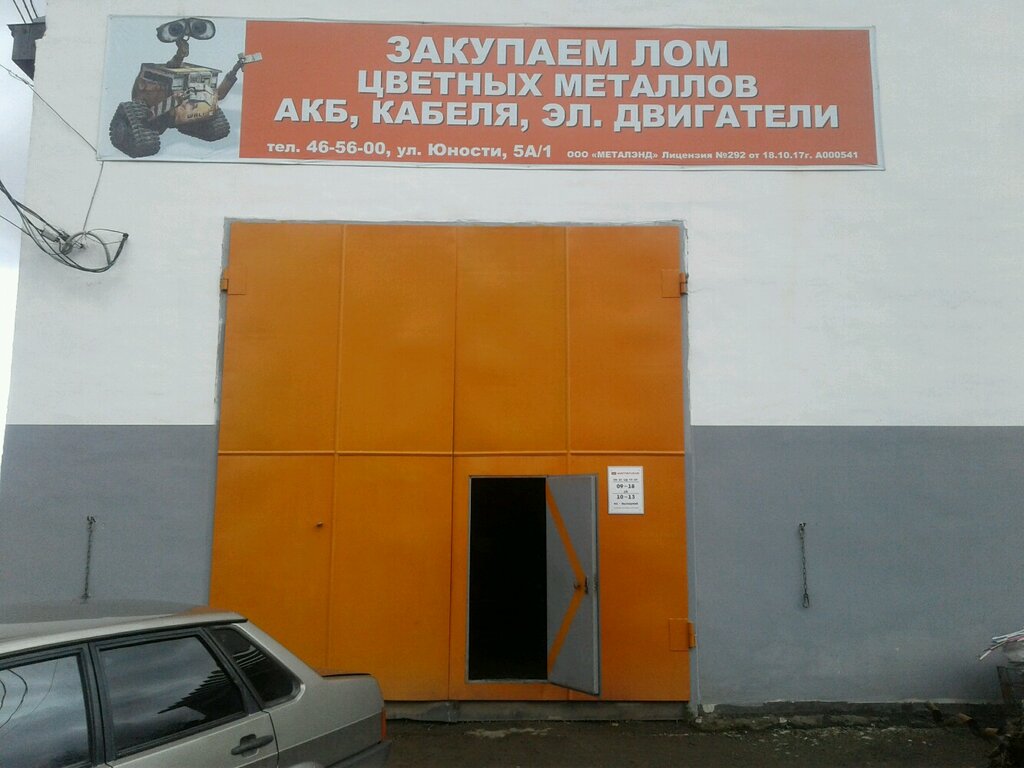 ЗАКУПАЕМ ЛОМ
ЦВЕТНЫХ МЕТАЛЛОВ
АКБ, КАБЕЛЯ, ЭЛ. ДВИГАТЕЛИ
тел. 46-56-00, ул. Юности, 5А/1 ООО «МЕТАЛЭНД» Лицензия №292 от 18.10.17г. А000541
WALL·E
09-18
10-13